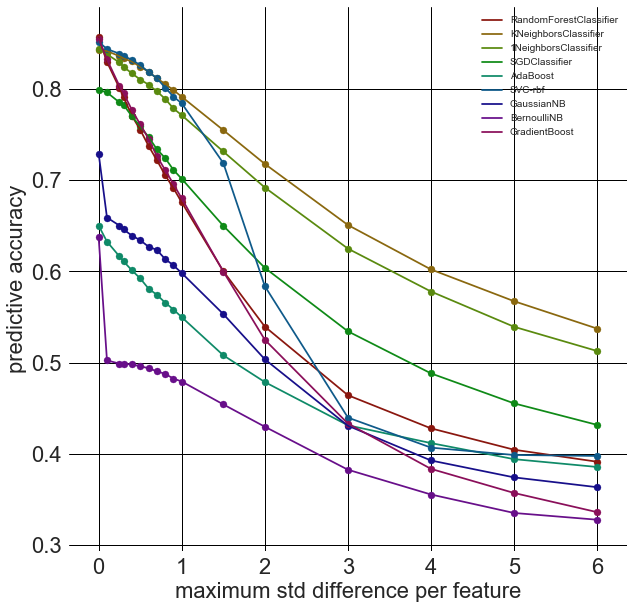 RandomForestClassifier
KNeighborsClassifier
1NeighborsClassifier
SGDClassifier
AdaBoost
SVC-rbf
GaussianNB
BernoulliNB
GradientBoost
predictive accuracy
0.8
0.7
0.6
0.5
0.4
0.3
0 1 2 3 4 5 6
maximum std difference per feature